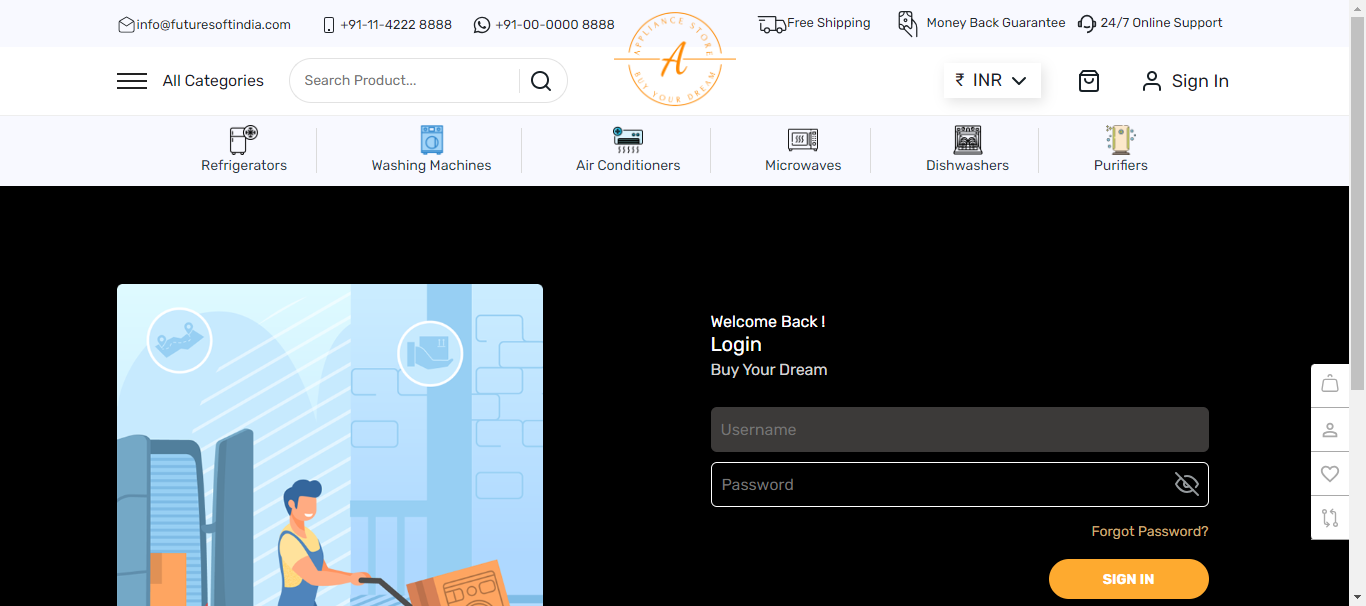 info@futuresoftindia.com +91-11-4222 8888 +91-00-0000 8888 Free Shipping Money Back Guarantee 24/7 Online Support
APPLIANCE STORE
A
BUY YOUR DREAM
All Categories Search Product... ₹ INR Sign In
Refrigerators Washing Machines Air Conditioners Microwaves Dishwashers Purifiers
Welcome Back !
Login
Buy Your Dream
Username
Password
Forgot Password?
SIGN IN